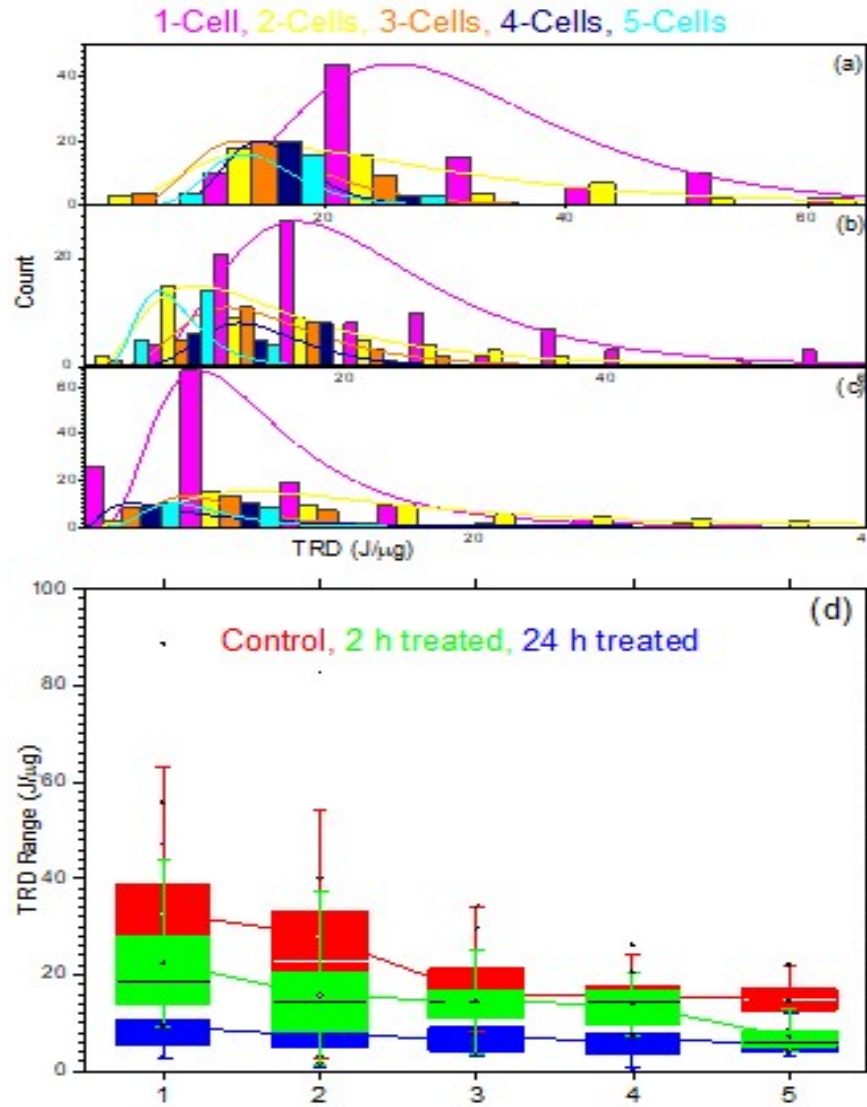 1-Cell, 2-Cells, 3-Cells, 4-Cells, 5-Cells
(a)
40
20
0
20 40 60
(b)
Count
20
0
20 40 6
(c)
60
40
20
0
20 4
TRD (J/μg)
(d)
Control, 2 h treated, 24 h treated
TRD Range (J/μg)
100
80
60
40
20
0
1 2 3 4 5